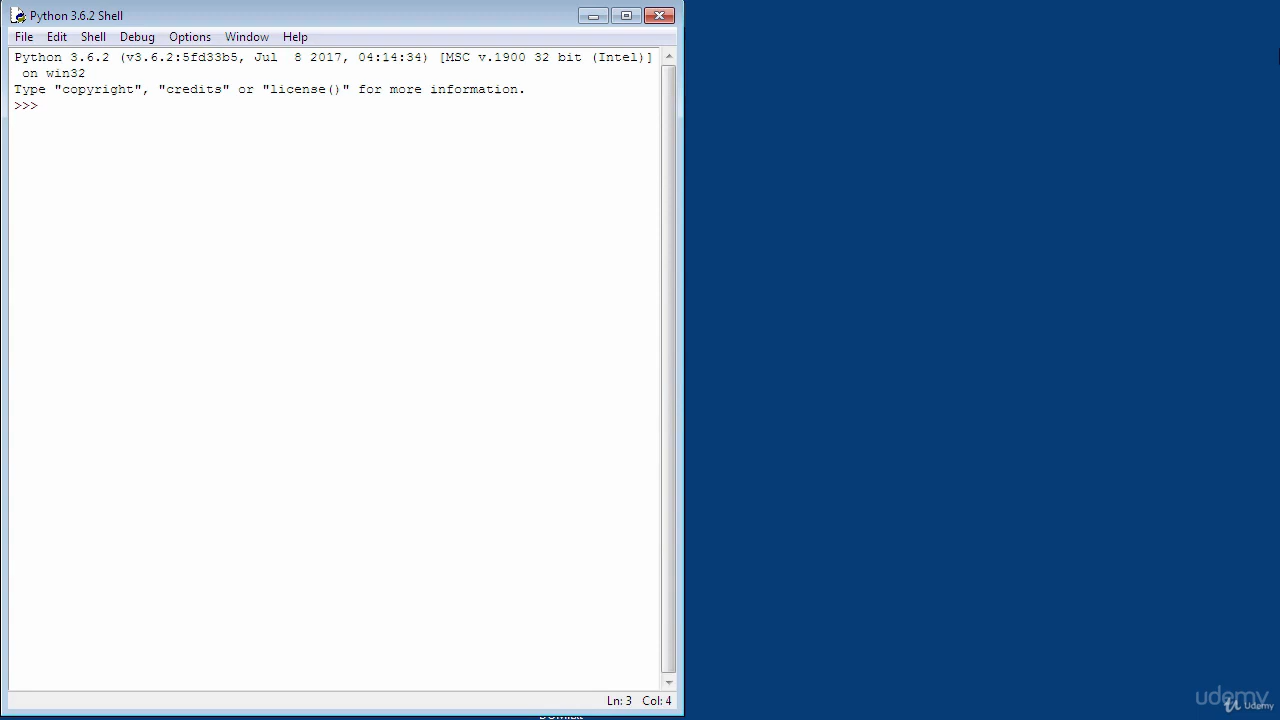 Python 3.6.2 Shell
File Edit Shell Debug Options Window Help
Python 3.6.2 (v3.6.2:5fd33b5, Jul  8 2017, 04:14:34) [MSC v.1900 32 bit (Intel)]
 on win32
Type "copyright", "credits" or "license()" for more information.
>>>
Ln: 3 Col: 4
udemy
Udemy